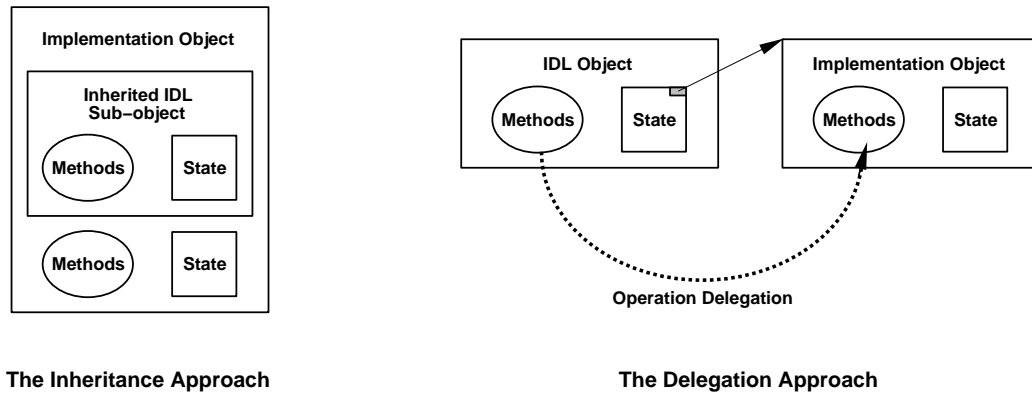 Implementation Object
Inherited IDL
Sub−object
Methods
State
Methods
State
The Inheritance Approach
IDL Object
Methods
State
Implementation Object
Methods
State
Operation Delegation
The Delegation Approach